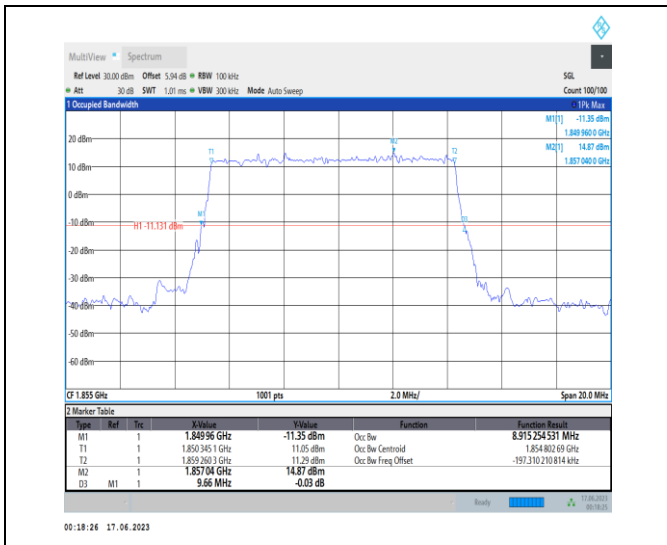 MultiView Spectrum
Ref Level 30.00 dBm Offset 5.94 dB RBW 100 kHz SGL
Att 30 dB SWT 1.01 ms VBW 300 kHz Mode Auto Sweep Count 100/100
1 Occupied Bandwidth 1Pk Max
M1[1] -11.35 dBm
1.849 960 0 GHz
M2[1] 14.87 dBm
1.857 040 0 GHz
20 dBm
T1
M2
T2
10 dBm
0 dBm
M1
-10 dBm
H1 -11.131 dBm
D3
-20 dBm
-30 dBm
-40 dBm
-50 dBm
-60 dBm
CF 1.855 GHz 1001 pts 2.0 MHz/ Span 20.0 MHz
2 Marker Table
Type Ref Trc X-Value Y-Value Function Function Result
M1 1 1.849 96 GHz -11.35 dBm Occ Bw 8.915 254 531 MHz
T1 1 1.850 345 1 GHz 11.05 dBm Occ Bw Centroid 1.854 802 69 GHz
T2 1 1.859 260 3 GHz 11.29 dBm Occ Bw Freq Offset -197.310 210 814 kHz
M2 1 1.857 04 GHz 14.87 dBm
D3 M1 1 9.66 MHz -0.03 dB
Ready 17.06.2023
00:18:25
00:18:26 17.06.2023